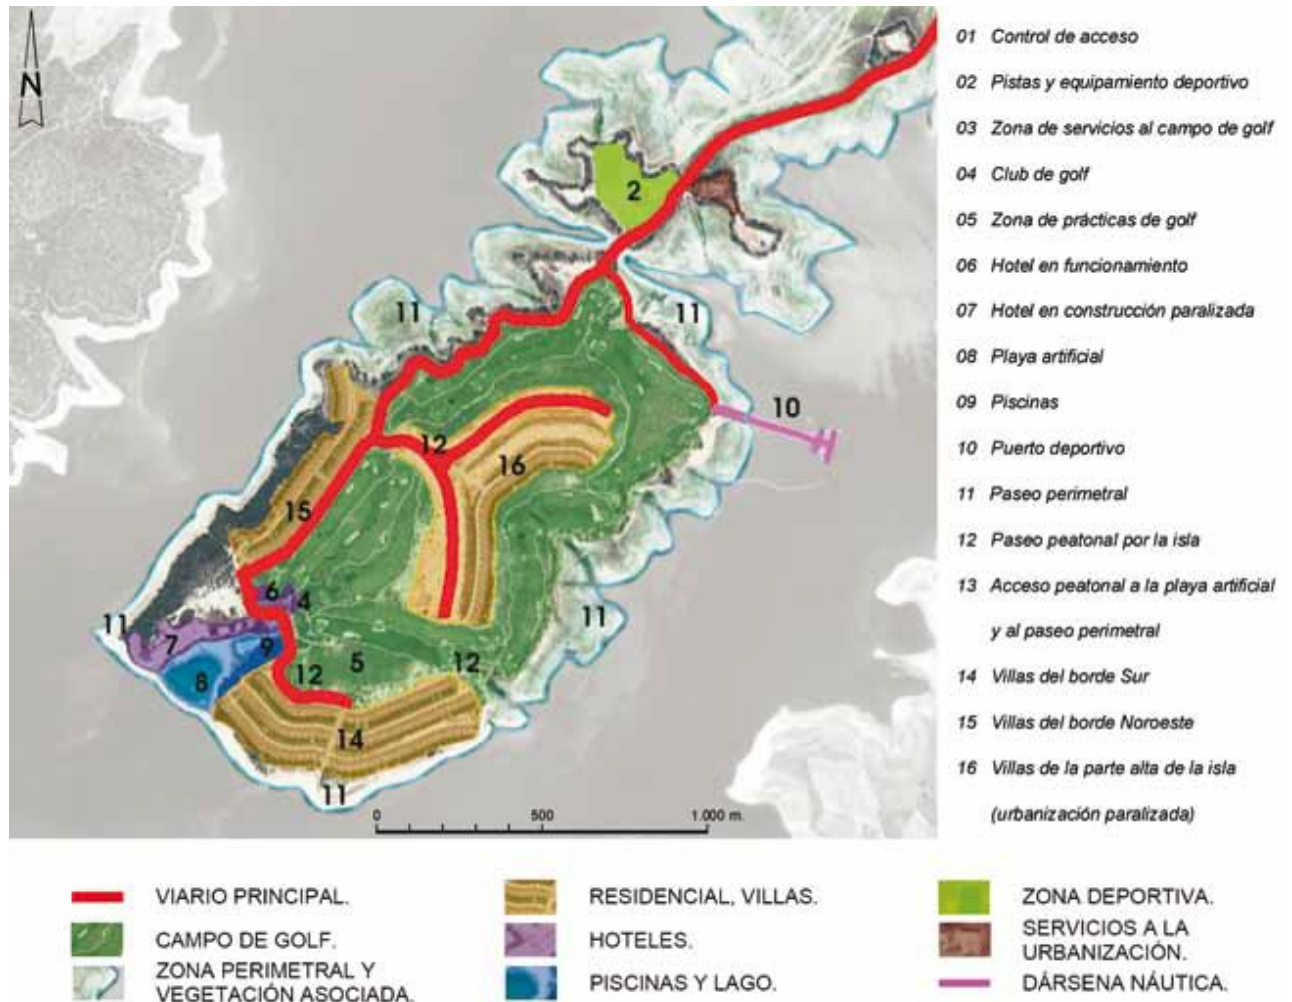 N
2
11
11
10
12
16
15
6
4
11
11
7
9
5
12
12
8
14
11
0 500 1.000 m.
01 Control de acceso
02 Pistas y equipamiento deportivo
03 Zona de servicios al campo de golf
04 Club de golf
05 Zona de prácticas de golf
06 Hotel en funcionamiento
07 Hotel en construcción paralizada
08 Playa artificial
09 Piscinas
10 Puerto deportivo
11 Paseo perimetral
12 Paseo peatonal por la isla
13 Acceso peatonal a la playa artificial
y al paseo perimetral
14 Villas del borde Sur
15 Villas del borde Noroeste
16 Villas de la parte alta de la isla
(urbanización paralizada)
VIARIO PRINCIPAL.
CAMPO DE GOLF.
ZONA PERIMETRAL Y
VEGETACIÓN ASOCIADA.
RESIDENCIAL, VILLAS.
HOTELES.
PISCINAS Y LAGO.
ZONA DEPORTIVA.
SERVICIOS A LA
URBANIZACIÓN.
DÁRSENA NÁUTICA.